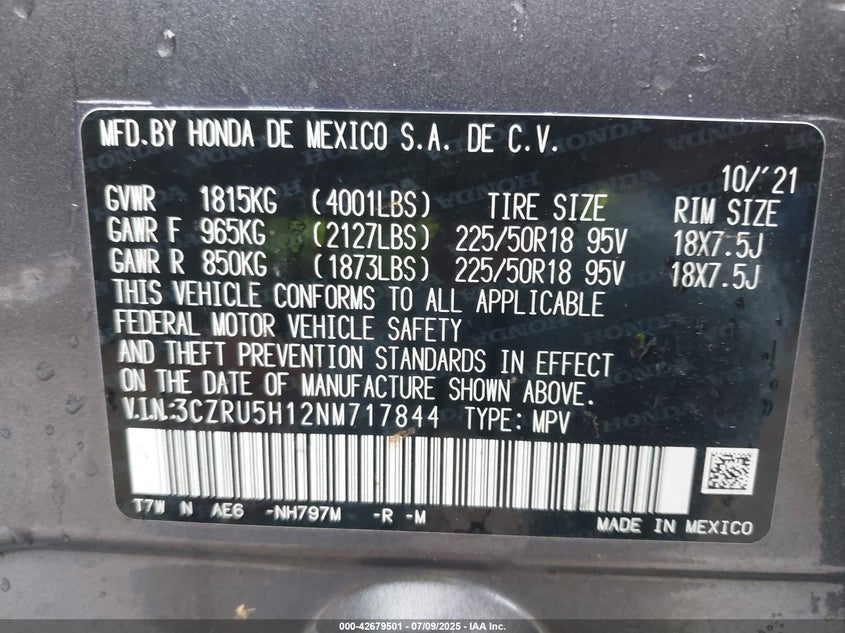 MFD.BY HONDA DE MEXICO S.A. DE C.V.
10/'21
GVWR 1815KG (4001LBS) TIRE SIZE RIM SIZE
GAWR F 965KG (2127LBS) 225/50R18 95V 18X7.5J
GAWR R 850KG (1873LBS) 225/50R18 95V 18X7.5J
THIS VEHICLE CONFORMS TO ALL APPLICABLE
FEDERAL MOTOR VEHICLE SAFETY
AND THEFT PREVENTION STANDARDS IN EFFECT
ON THE DATE OF MANUFACTURE SHOWN ABOVE.
V.I.N.:3CZRU5H12NM717844 TYPE: MPV
T7W N AE6 -NH797M -R -M
MADE IN MEXICO
000-42679501 | 07/09/2025 - IAA Inc.